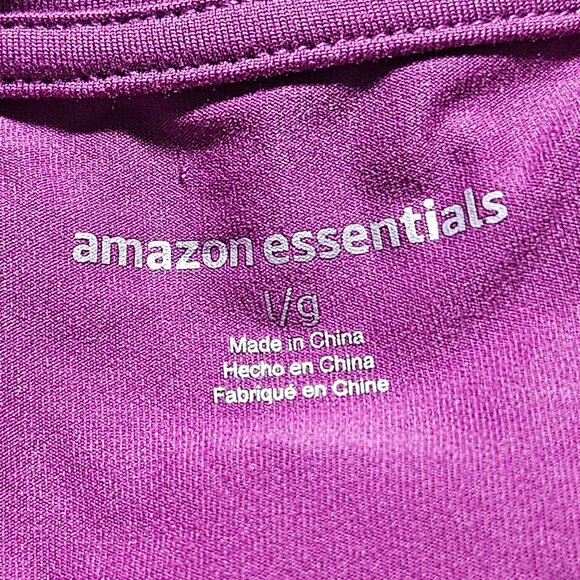 amazon essentials
l/g
Made in China
Hecho en China
Fabriqué en Chine